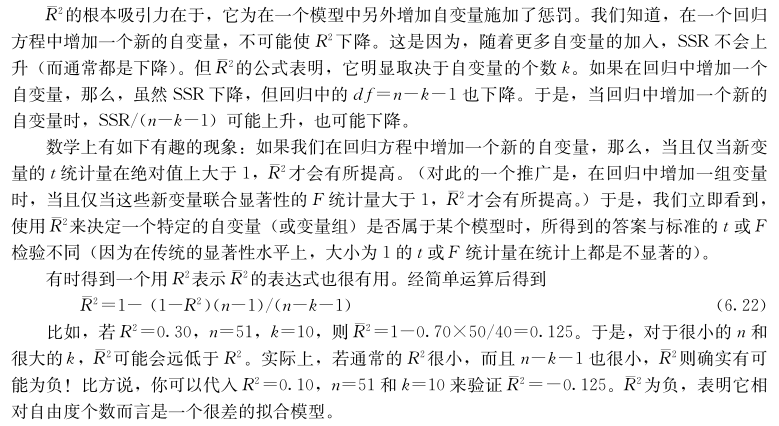 R̄²的根本吸引力在于，它为在一个模型中另外增加自变量施加了惩罚。我们知道，在一个回归
方程中增加一个新的自变量，不可能使 R²下降。这是因为，随着更多自变量的加入，SSR 不会上
升（而通常都是下降）。但R̄²的公式表明，它明显取决于自变量的个数 k。如果在回归中增加一个
自变量，那么，虽然 SSR 下降，但回归中的 df=n−k−1 也下降。于是，当回归中增加一个新的
自变量时，SSR/(n−k−1) 可能上升，也可能下降。
数学上有如下有趣的现象：如果我们在回归方程中增加一个新的自变量，那么，当且仅当新变
量的 t 统计量在绝对值上大于 1，R̄²才会有所提高。（对此的一个推广是，在回归中增加一组变量
时，当且仅当这些新变量联合显著性的 F 统计量大于 1，R̄²才会有所提高。）于是，我们立即看到，
使用R̄²来决定一个特定的自变量（或变量组）是否属于某个模型时，所得到的答案与标准的 t 或 F
检验不同（因为在传统的显著性水平上，大小为 1 的 t 或 F 统计量在统计上都是不显著的）。
有时得到一个用 R²表示 R̄²的表达式也很有用。经简单运算后得到
R̄²=1−(1−R²)(n−1)/(n−k−1) (6.22)
比如，若 R²=0.30，n=51，k=10，则 R̄²=1−0.70×50/40=0.125。于是，对于很小的 n 和
很大的 k，R̄²可能会远低于 R²。实际上，若通常的 R²很小，而且 n−k−1 也很小，R̄²则确实有可
能为负！比方说，你可以代入 R²=0.10，n=51 和 k=10 来验证 R̄²=−0.125。R̄²为负，表明它相
对自由度个数而言是一个很差的拟合模型。